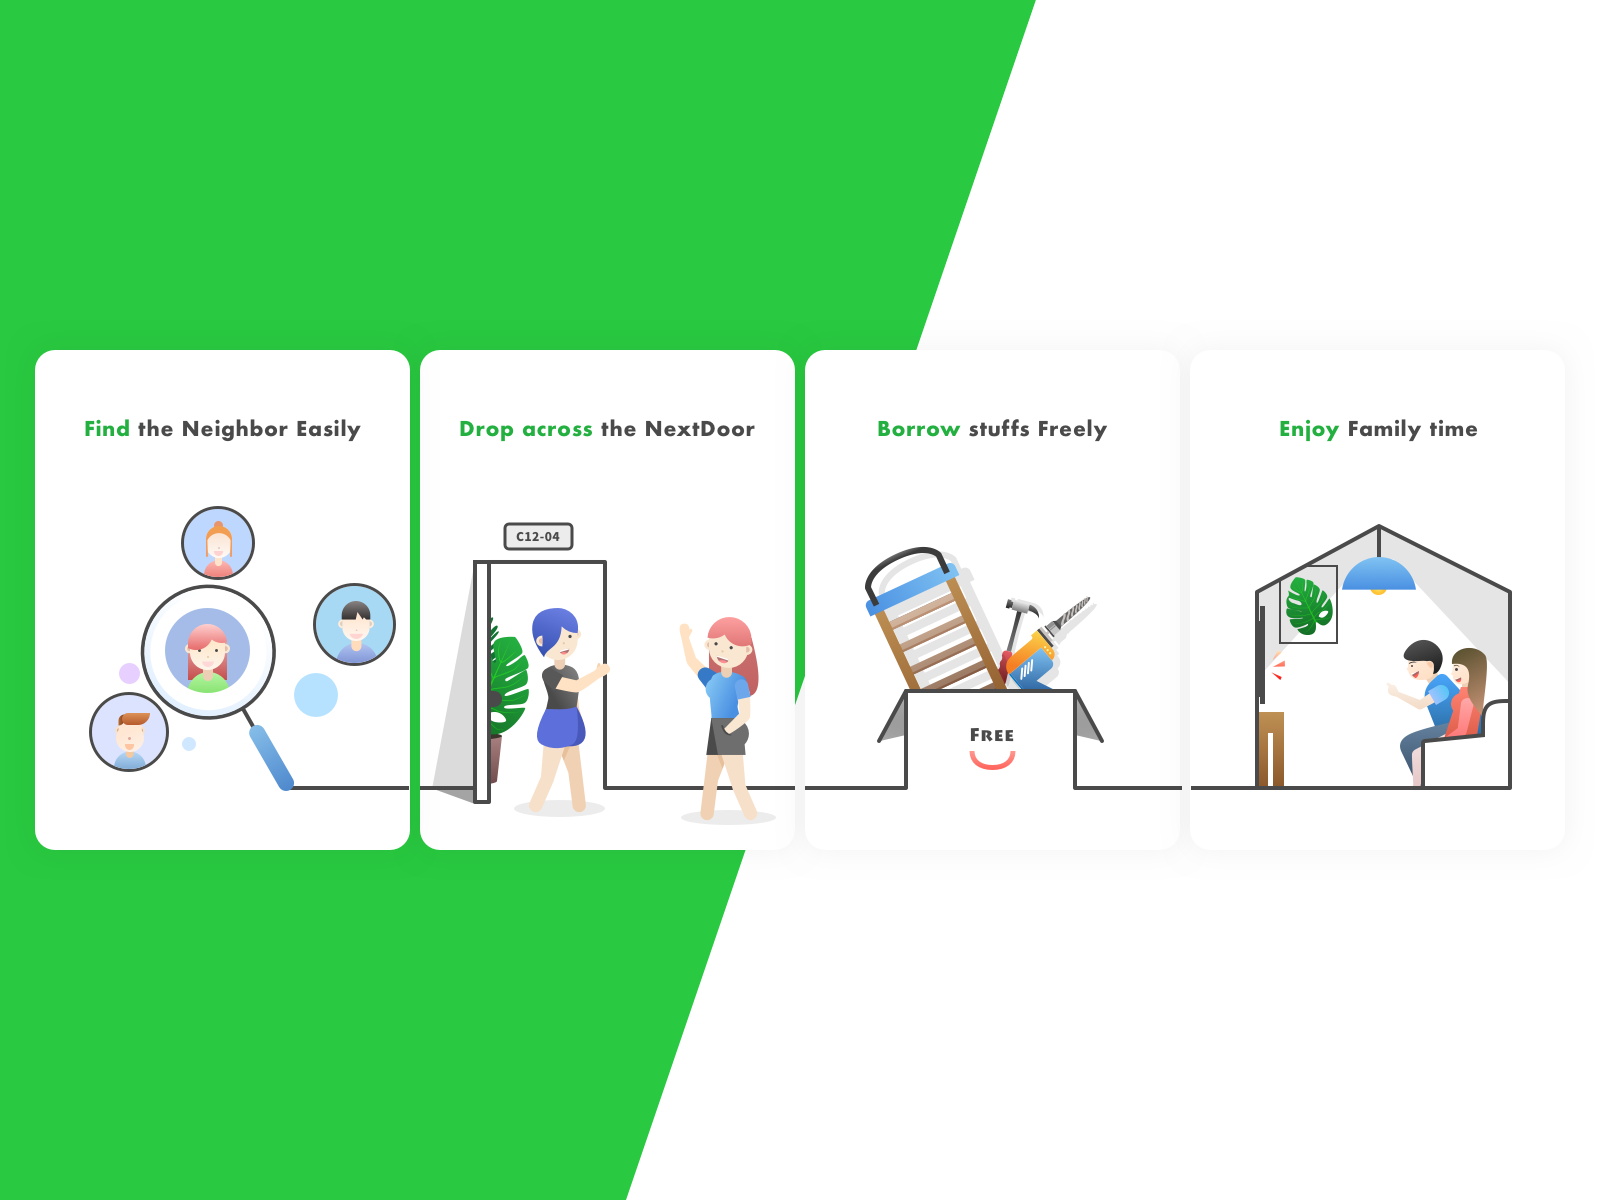 Find the Neighbor Easily
Drop across the NextDoor
Borrow stuffs Freely
Enjoy Family time
C12-04
FREE